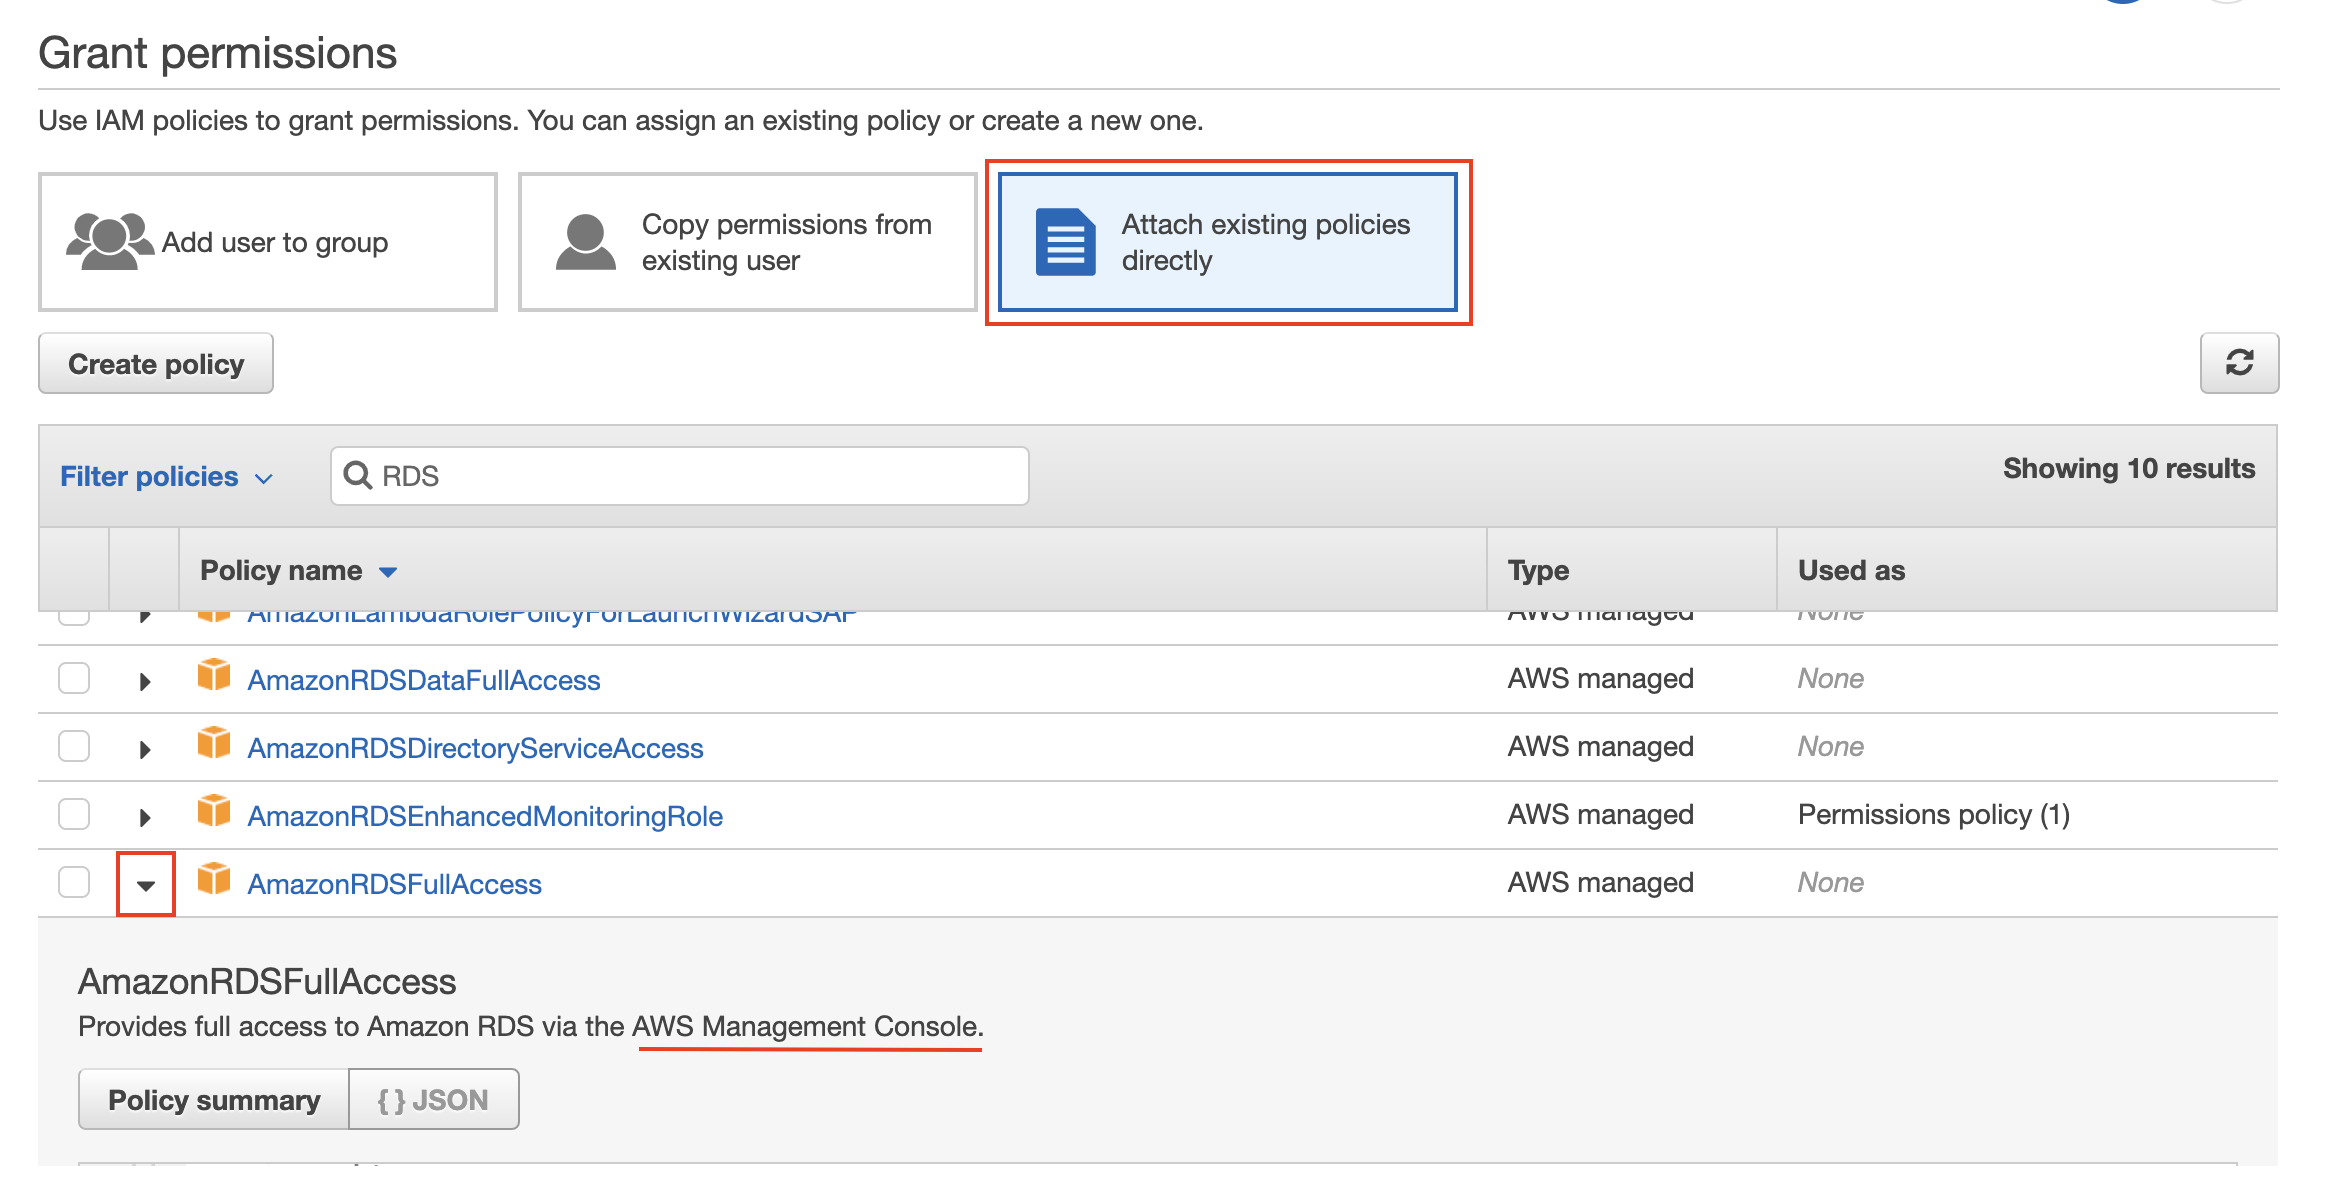 Grant permissions
Use IAM policies to grant permissions. You can assign an existing policy or create a new one.
Add user to group
Copy permissions from
existing user
Attach existing policies
directly
Create policy
Filter policies
RDS
Showing 10 results
Policy name Type Used as
AmazonLambdaRolePolicyForLaunchWizardSAP AWS managed None
AmazonRDSDataFullAccess AWS managed None
AmazonRDSDirectoryServiceAccess AWS managed None
AmazonRDSEnhancedMonitoringRole AWS managed Permissions policy (1)
AmazonRDSFullAccess AWS managed None
AmazonRDSFullAccess
Provides full access to Amazon RDS via the AWS Management Console.
Policy summary { } JSON